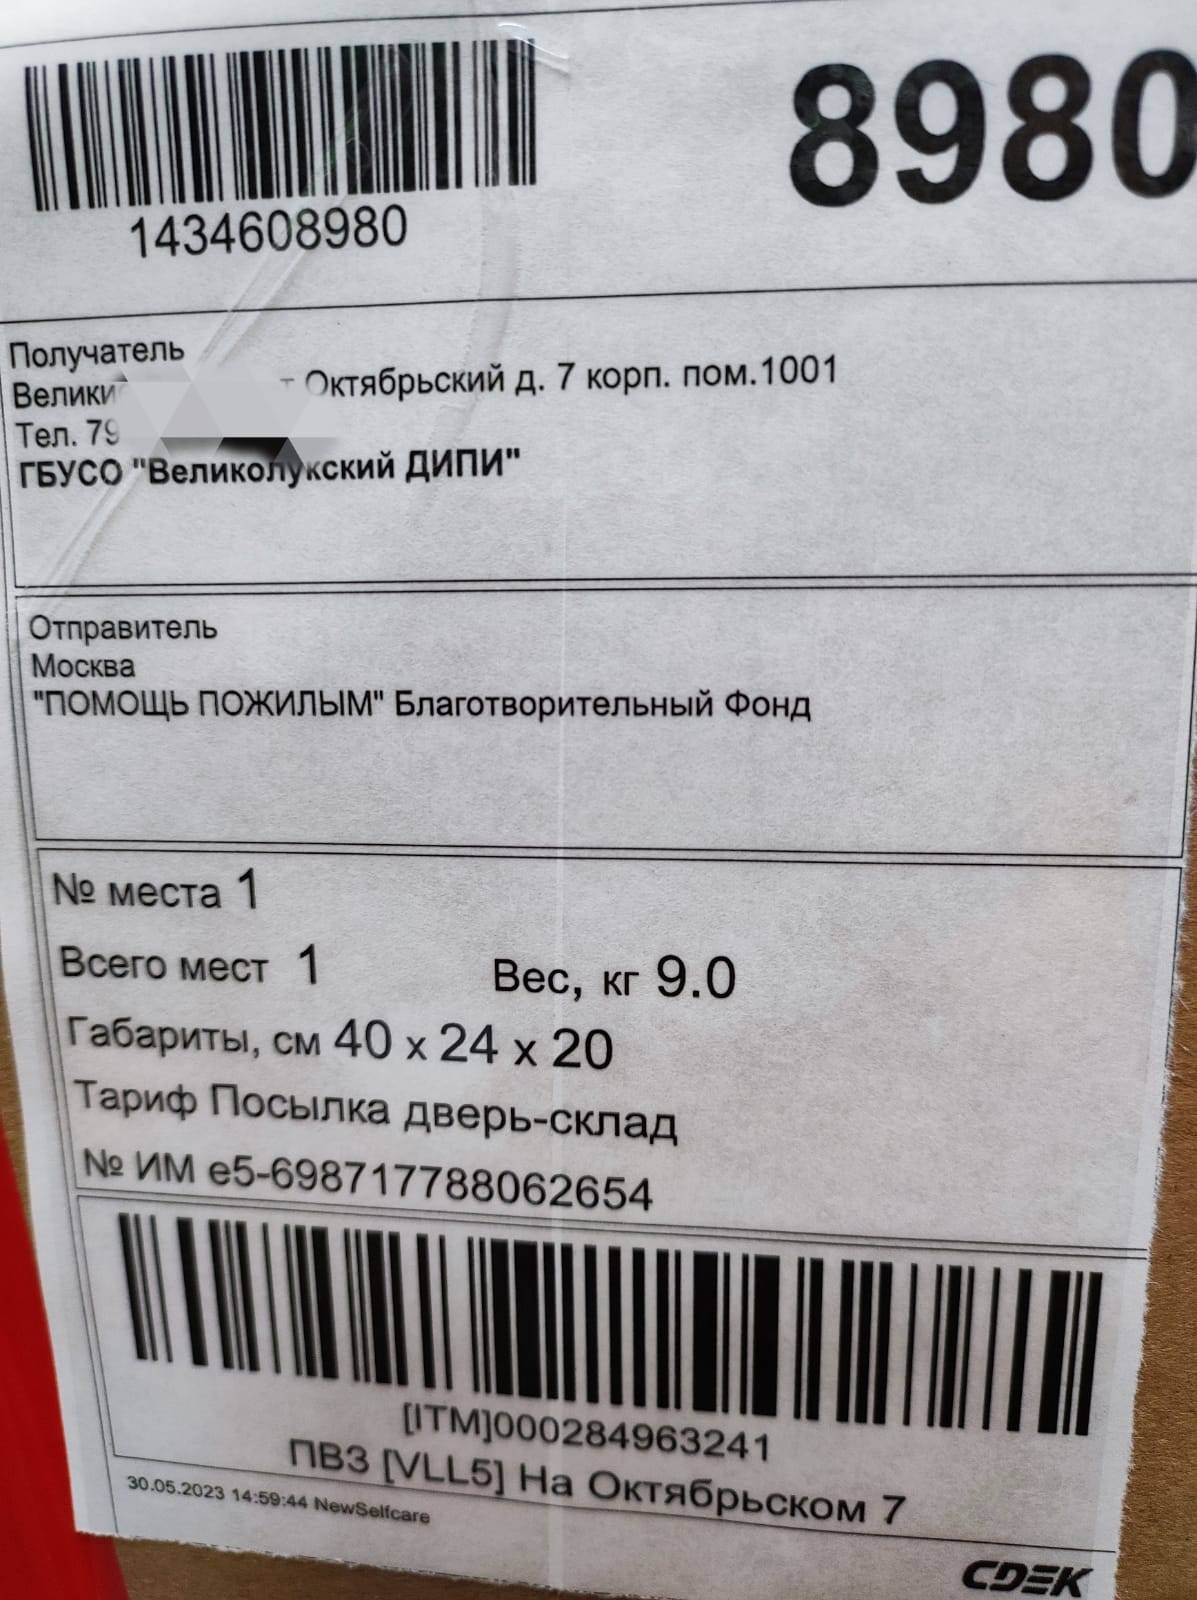 8980
1434608980
Получатель
Октябрьский д. 7 корп. пом.1001
Тел. 79
ГБУСО "Великолукский ДИПИ"
Отправитель
Москва
"ПОМОЩЬ ПОЖИЛЫМ" Благотворительный Фонд
№ места 1
Всего мест 1 Вес, кг 9.0
Габариты, см 40 x 24 x 20
Тариф Посылка дверь-склад
№ ИМ e5-698717788062654
[ITM]000284963241
ПВЗ [VLL5] На Октябрьском 7
30.05.2023 14:59:44 NewSelfcare
CDEK